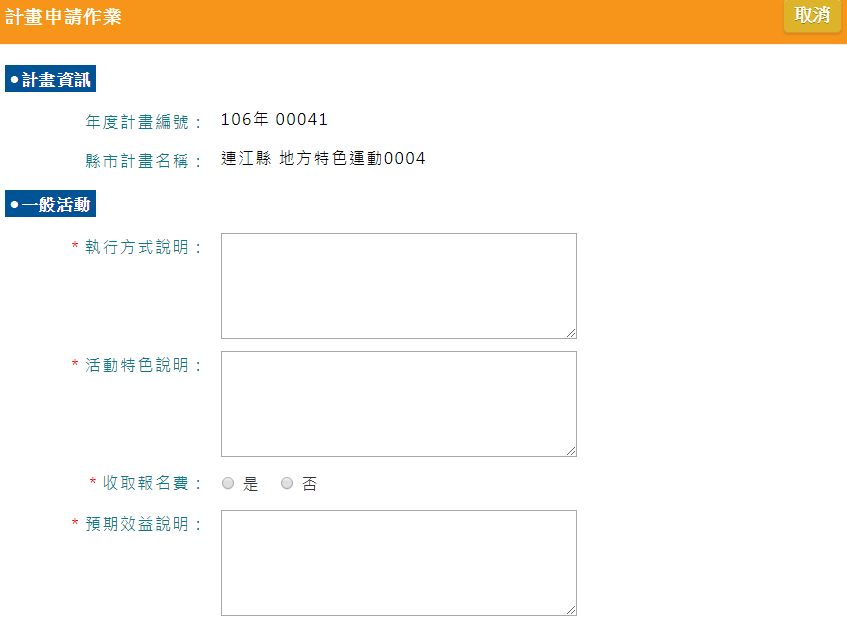 計畫申請作業
取消
●計畫資訊
年度計畫編號： 106年 00041
縣市計畫名稱： 連江縣 地方特色運動0004
●一般活動
* 執行方式說明：
* 活動特色說明：
* 收取報名費： 是 否
* 預期效益說明：